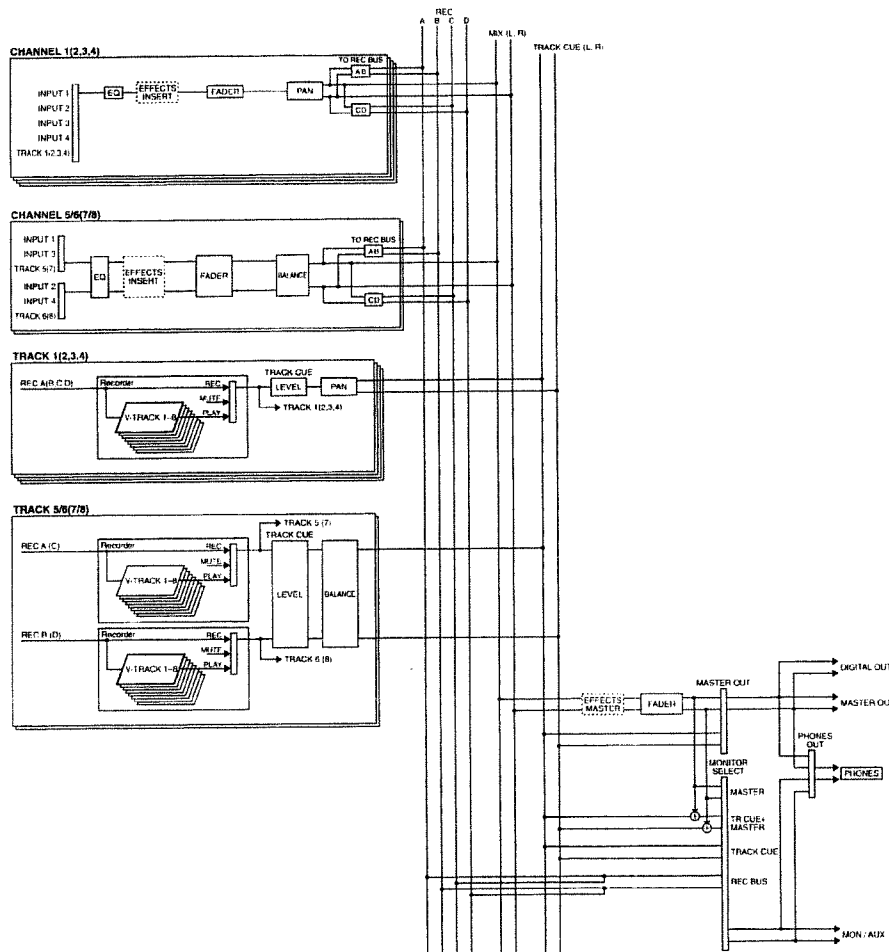 REC
A B C D
MIX (L, R)
TRACK CUE (L, R)
CHANNEL 1(2,3,4)
TO REC BUS
AB
INPUT 1
EQ
EFFECTS
INSERT
FADER
PAN
INPUT 2
INPUT 3
CD
INPUT 4
TRACK 1(2,3,4)
CHANNEL 5/6(7/8)
TO REC BUS
INPUT 1
AB
INPUT 3
TRACK 5(7)
EQ
EFFECTS
INSERT
FADER
BALANCE
INPUT 2
INPUT 4
CD
TRACK 6(8)
TRACK 1(2,3,4)
TRACK CUE
REC A(B,C,D)
Recorder
REC
LEVEL
PAN
MUTE
TRACK 1(2,3,4)
V-TRACK 1–8
PLAY
TRACK 5/6(7/8)
TRACK 5 (7)
TRACK CUE
REC A (C)
Recorder
REC
MUTE
V-TRACK 1–8
PLAY
LEVEL
BALANCE
REC B (D)
Recorder
REC
MUTE
TRACK 6 (8)
V-TRACK 1–8
PLAY
DIGITAL OUT
MASTER OUT
EFFECTS
MASTER
FADER
MASTER OUT
PHONES
OUT
MONITOR
SELECT
PHONES
MASTER
TR CUE+
MASTER
TRACK CUE
REC BUS
MON / AUX